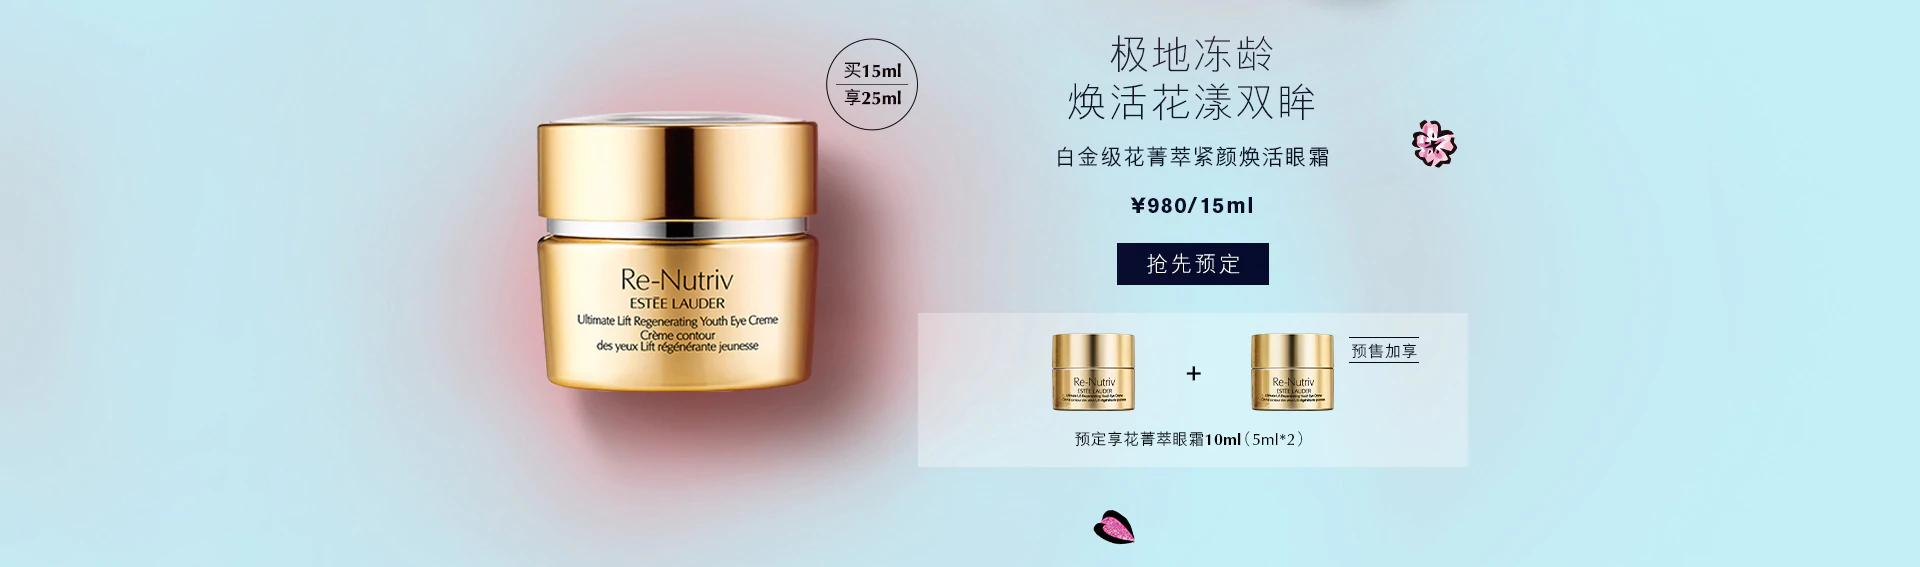 极地冻龄
焕活花漾双眸
白金级花菁萃紧颜焕活眼霜
¥980/15ml
抢先预定
买15ml
享25ml
Re-Nutriv
ESTĒE LAUDER
Ultimate Lift Regenerating Youth Eye Creme
Crème contour
des yeux Lift régénérante jeunesse
Re-Nutriv
ESTĒE LAUDER
+
Re-Nutriv
ESTĒE LAUDER
预售加享
预定享花菁萃眼霜10ml（5ml*2）